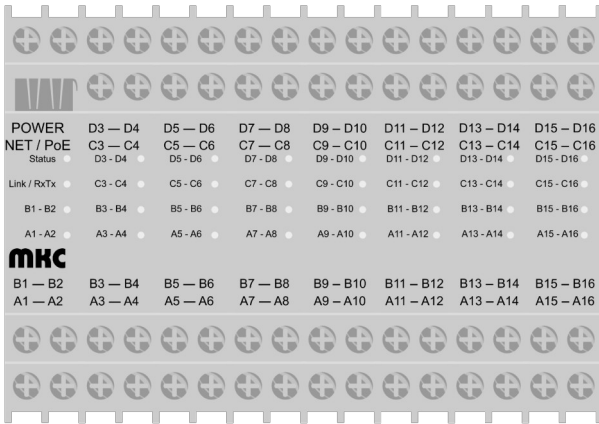 POWER D3 — D4 D5 — D6 D7 — D8 D9 – D10 D11 – D12 D13 – D14 D15 – D16
NET / PoE C3 — C4 C5 — C6 C7 — C8 C9 – C10 C11 – C12 C13 – C14 C15 – C16
Status D3 - D4 D5 - D6 D7 - D8 D9 - D10 D11 - D12 D13 - D14 D15 - D16
Link / RxTx C3 - C4 C5 - C6 C7 - C8 C9 - C10 C11 - C12 C13 - C14 C15 - C16
B1 - B2 B3 - B4 B5 - B6 B7 - B8 B9 - B10 B11 - B12 B13 - B14 B15 - B16
A1 - A2 A3 - A4 A5 - A6 A7 - A8 A9 - A10 A11 - A12 A13 - A14 A15 - A16
МКС
B1 — B2 B3 — B4 B5 — B6 B7 — B8 B9 – B10 B11 – B12 B13 – B14 B15 – B16
A1 — A2 A3 — A4 A5 — A6 A7 — A8 A9 – A10 A11 – A12 A13 – A14 A15 – A16